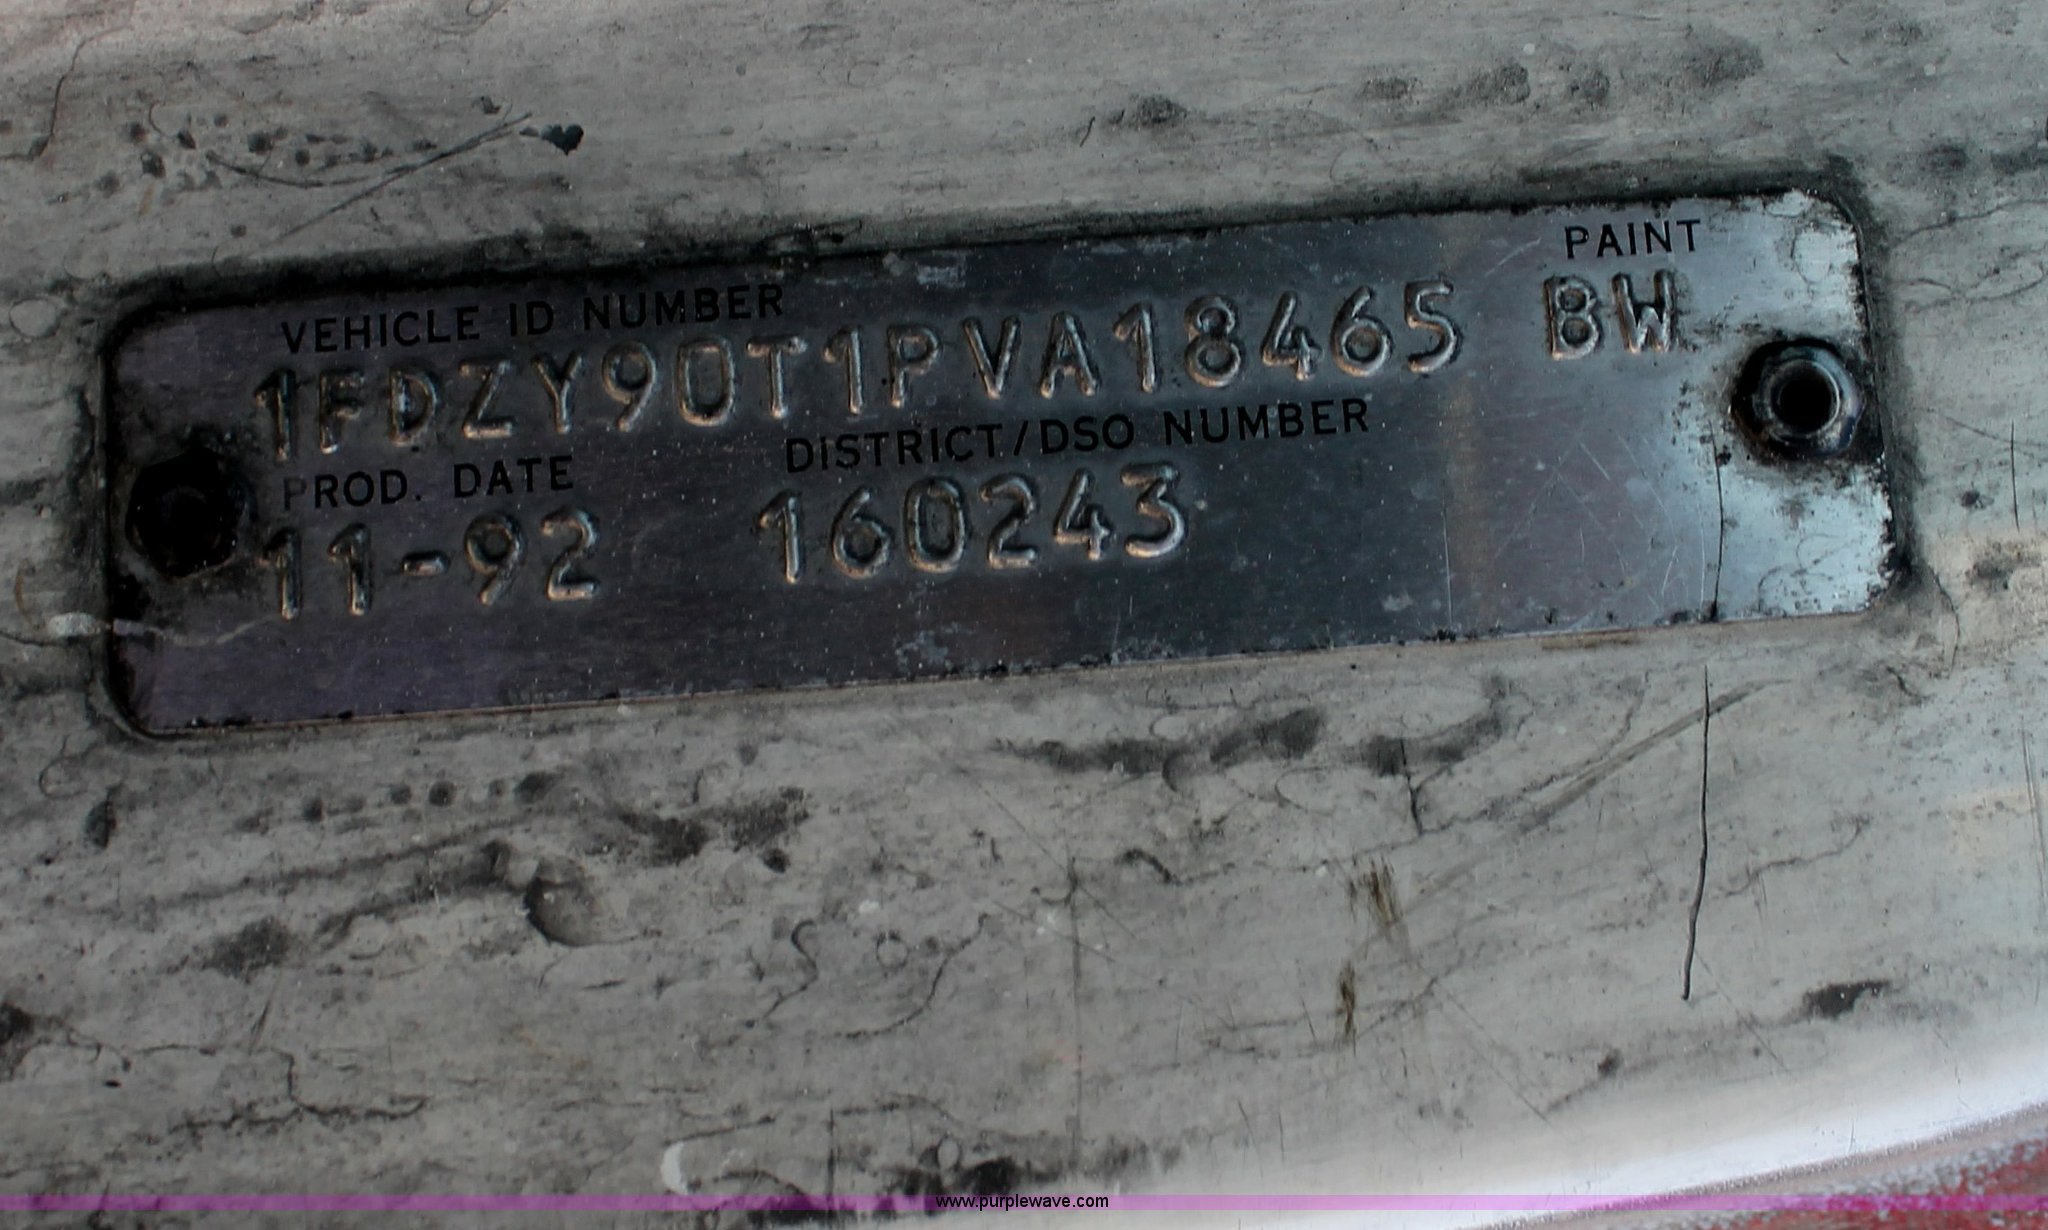 PAINT
VEHICLE ID NUMBER
1FDZY90T1PVA18465 BW
PROD. DATE DISTRICT/DSO NUMBER
11-92 160243
www.purplewave.com